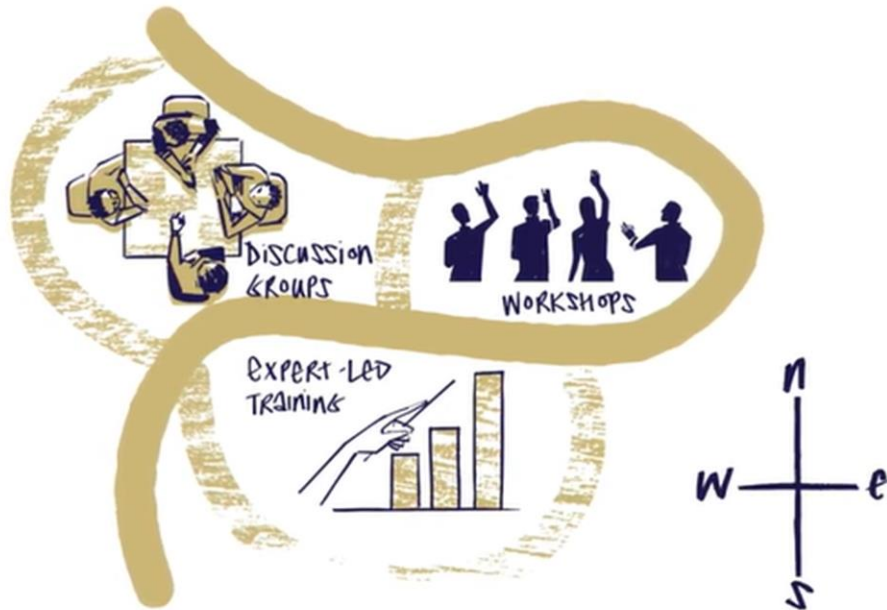 DISCUSSION
GROUPS
WORKSHOPS
EXPERT-LED
TRAINING
n
w e
s